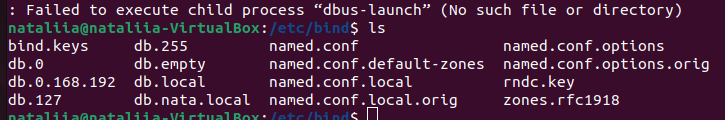 : Failed to execute child process “dbus-launch” (No such file or directory)
nataliia@nataliia-VirtualBox:/etc/bind$ ls
bind.keys db.255 named.conf named.conf.options
db.0 db.empty named.conf.default-zones named.conf.options.orig
db.0.168.192 db.local named.conf.local rndc.key
db.127 db.nata.local named.conf.local.orig zones.rfc1918
nataliia@nataliia-VirtualBox:/etc/bind$